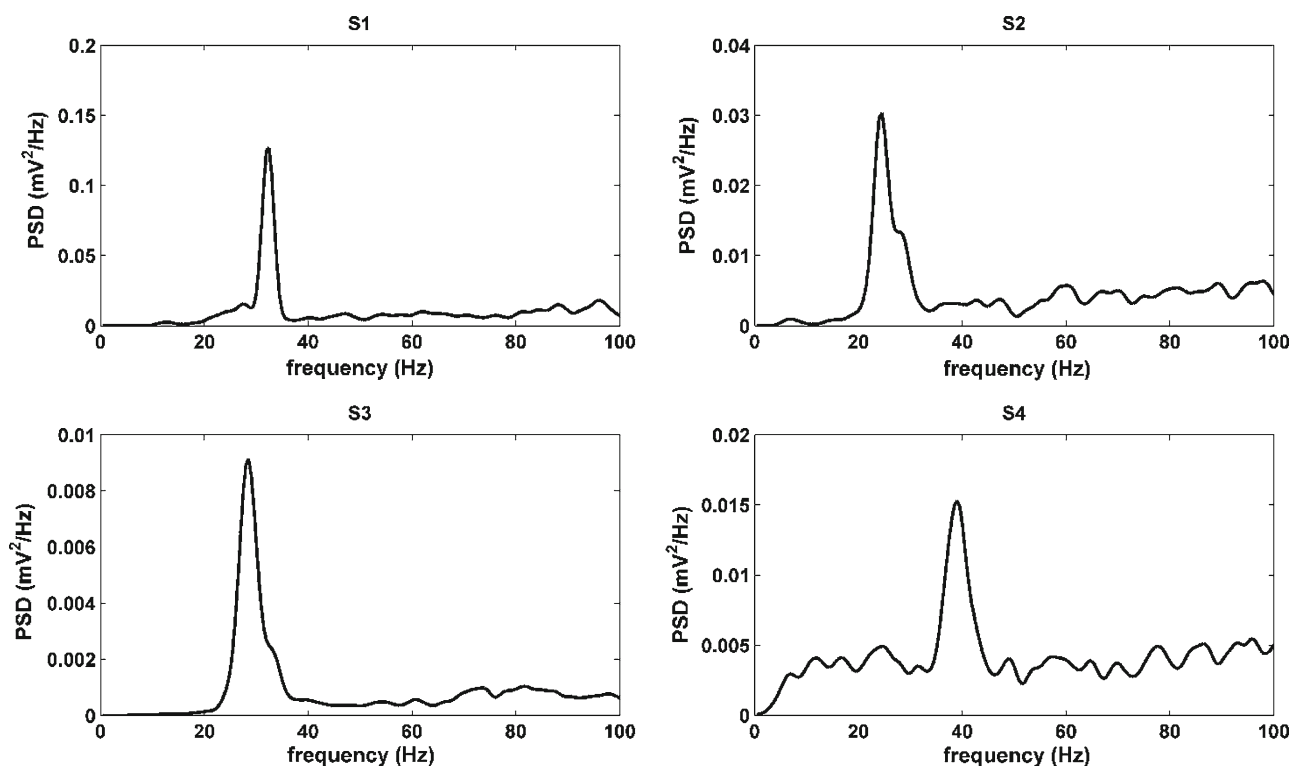 S1
0.2
0.15
0.1
0.05
0
PSD (mV²/Hz)
0 20 40 60 80 100
frequency (Hz)
S2
0.04
0.03
0.02
0.01
0
PSD (mV²/Hz)
0 20 40 60 80 100
frequency (Hz)
S3
0.01
0.008
0.006
0.004
0.002
0
PSD (mV²/Hz)
0 20 40 60 80 100
frequency (Hz)
S4
0.02
0.015
0.01
0.005
0
PSD (mV²/Hz)
0 20 40 60 80 100
frequency (Hz)